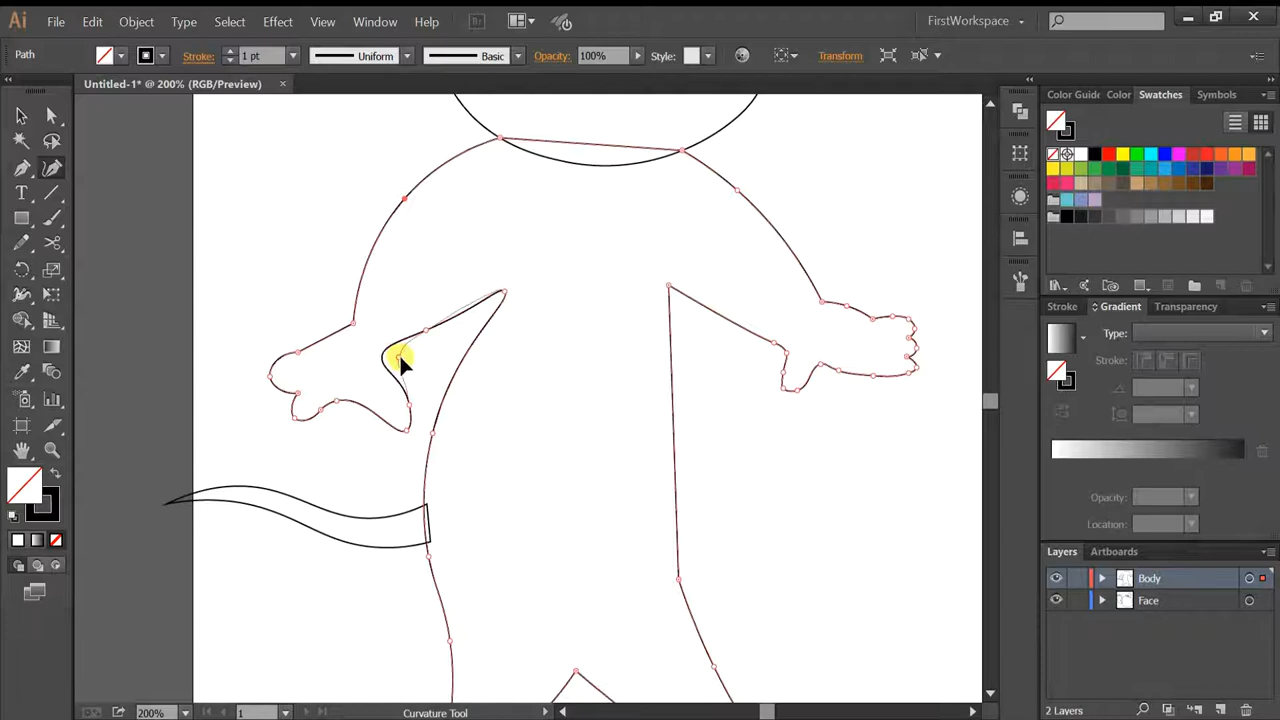 Ai File Edit Object Type Select Effect View Window Help Br FirstWorkspace
Path Stroke: 1 pt Uniform Basic Opacity: 100% Style: Transform
Untitled-1* @ 200% (RGB/Preview)
Color Guide Color Swatches Symbols
Stroke Gradient Transparency
Type:
Stroke:
Opacity:
Location:
Layers Artboards
Body
Face
200% 1 Curvature Tool 2 Layers